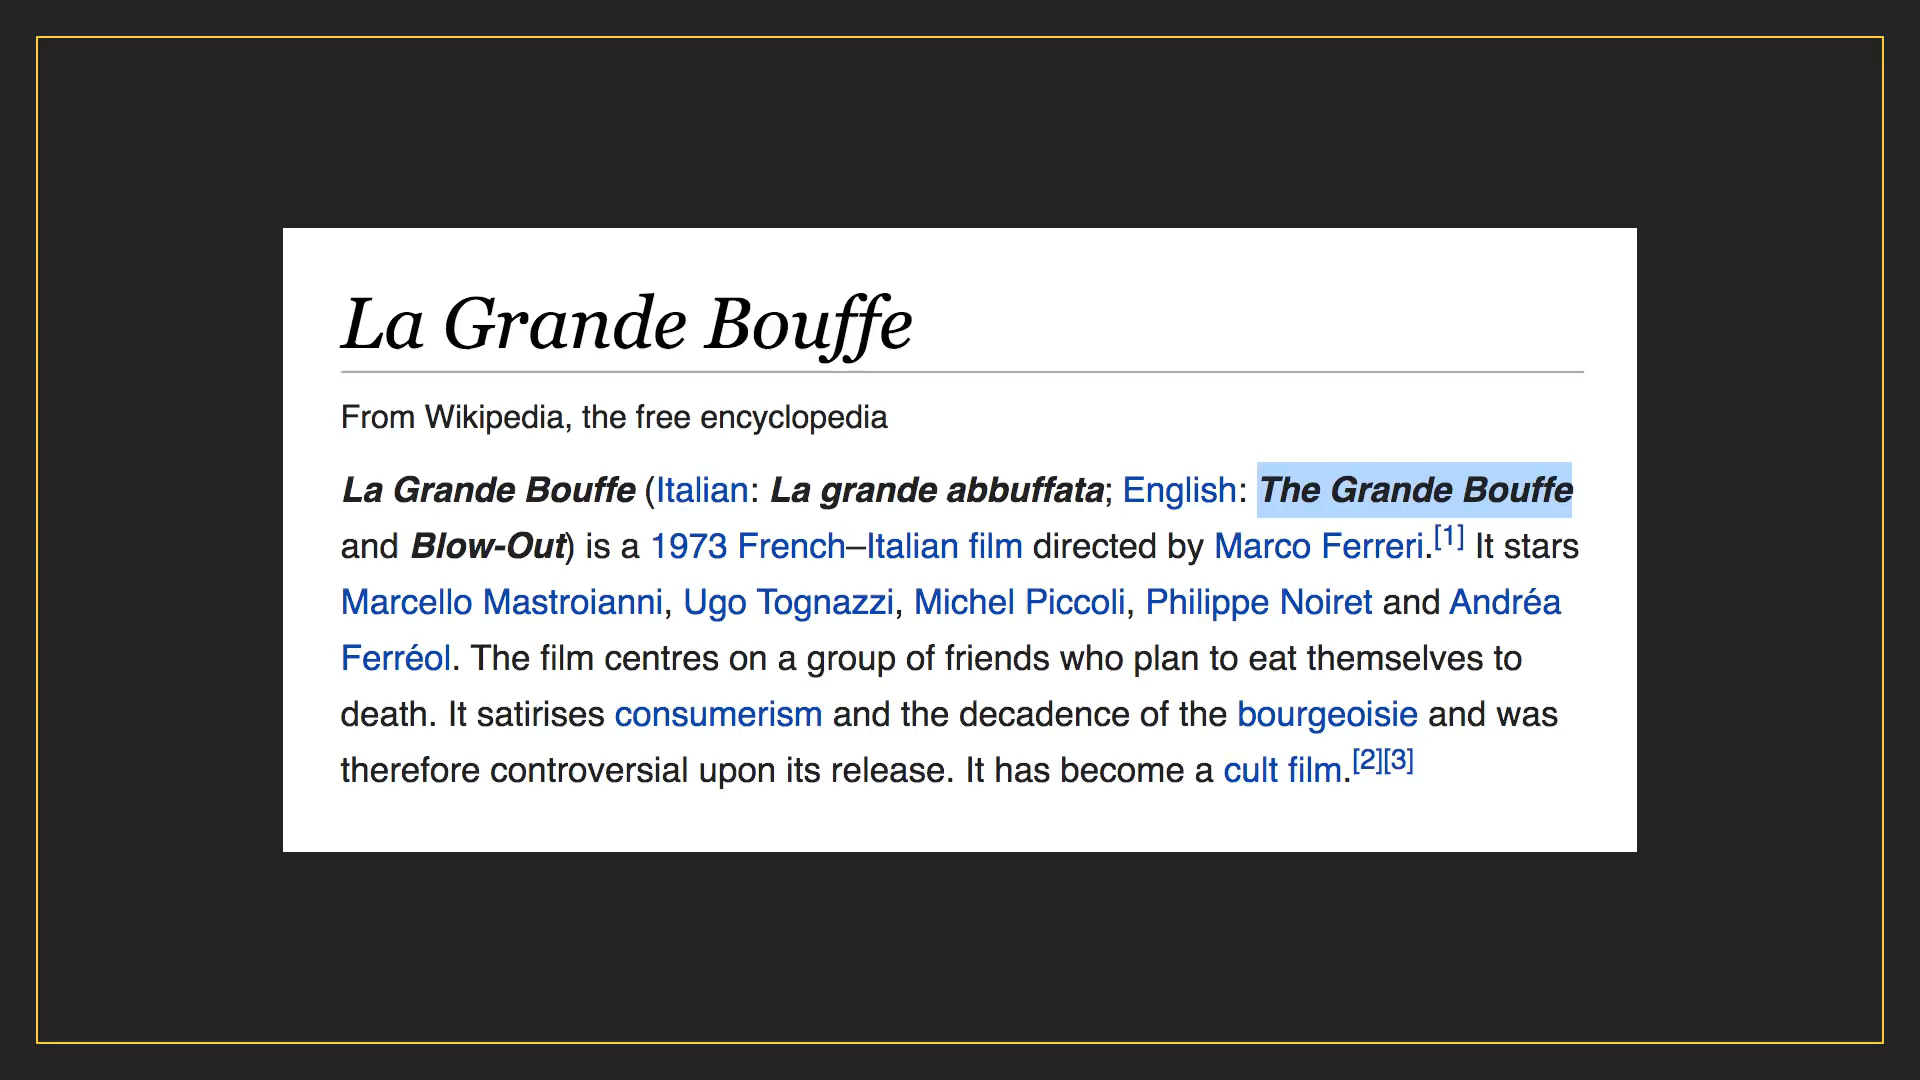 La Grande Bouffe
From Wikipedia, the free encyclopedia
La Grande Bouffe (Italian: La grande abbuffata; English: The Grande Bouffe
and Blow-Out) is a 1973 French–Italian film directed by Marco Ferreri.[1] It stars
Marcello Mastroianni, Ugo Tognazzi, Michel Piccoli, Philippe Noiret and Andréa
Ferréol. The film centres on a group of friends who plan to eat themselves to
death. It satirises consumerism and the decadence of the bourgeoisie and was
therefore controversial upon its release. It has become a cult film.[2][3]